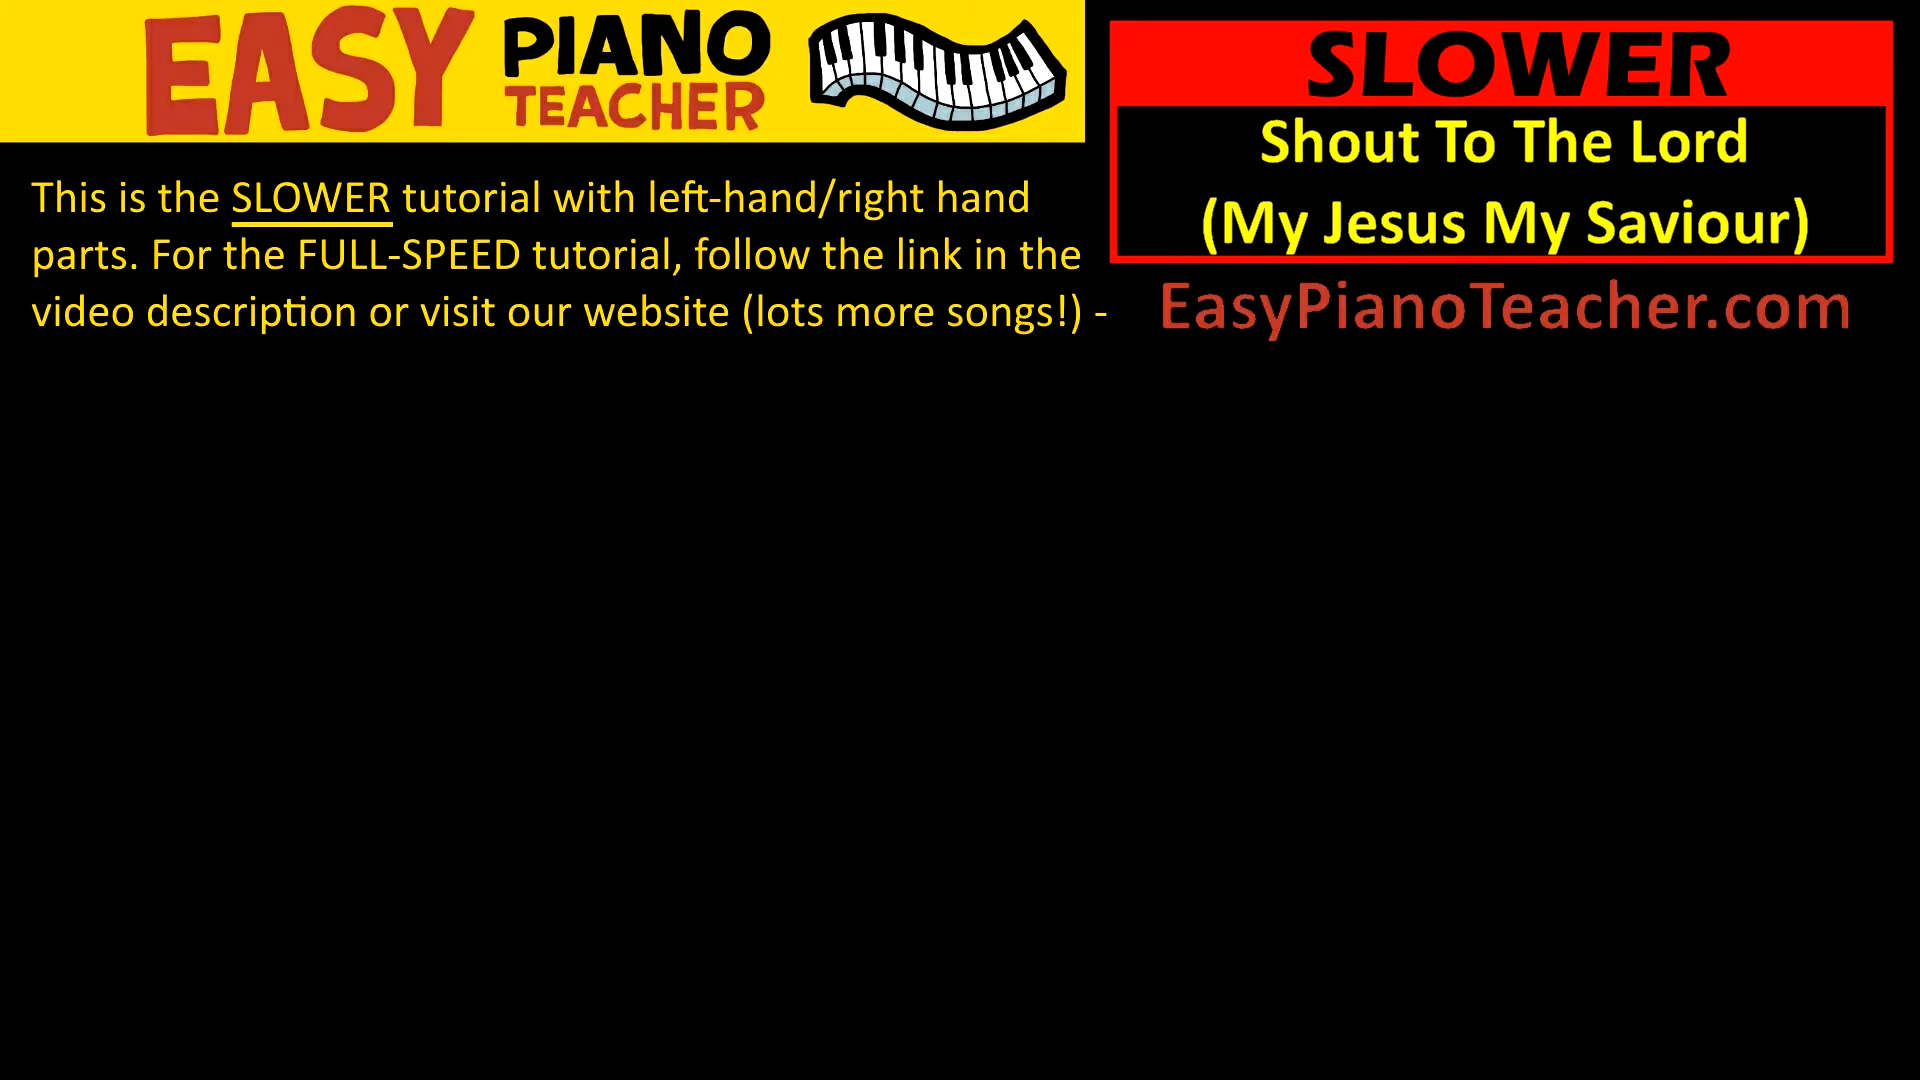 EASY PIANO TEACHER
SLOWER
Shout To The Lord
(My Jesus My Saviour)
This is the SLOWER tutorial with left-hand/right hand
parts. For the FULL-SPEED tutorial, follow the link in the
video description or visit our website (lots more songs!) -
EasyPianoTeacher.com